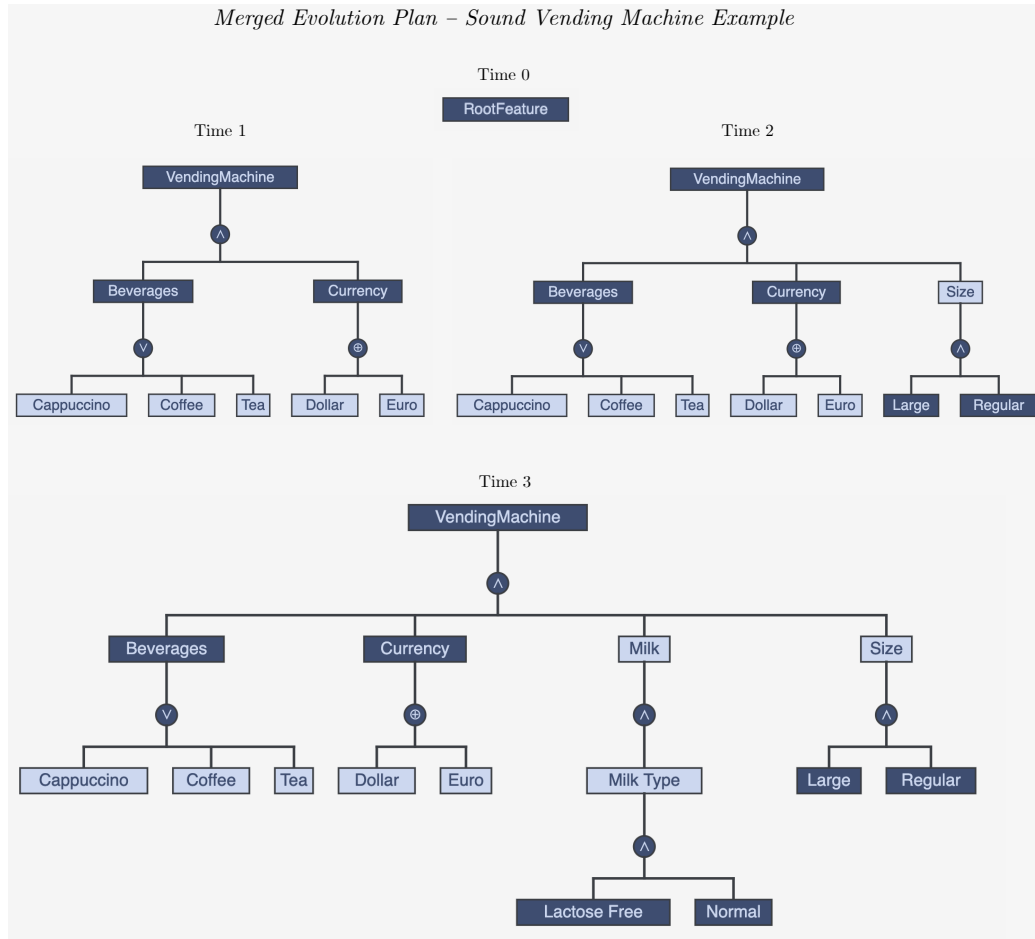 Merged Evolution Plan – Sound Vending Machine Example
Time 0
RootFeature
Time 1
VendingMachine
∧
Beverages Currency
∨ ⊕
Cappuccino Coffee Tea Dollar Euro
Time 2
VendingMachine
∧
Beverages Currency Size
∨ ⊕ ∧
Cappuccino Coffee Tea Dollar Euro Large Regular
Time 3
VendingMachine
∧
Beverages Currency Milk Size
∨ ⊕ ∧ ∧
Cappuccino Coffee Tea Dollar Euro Milk Type Large Regular
∧
Lactose Free Normal